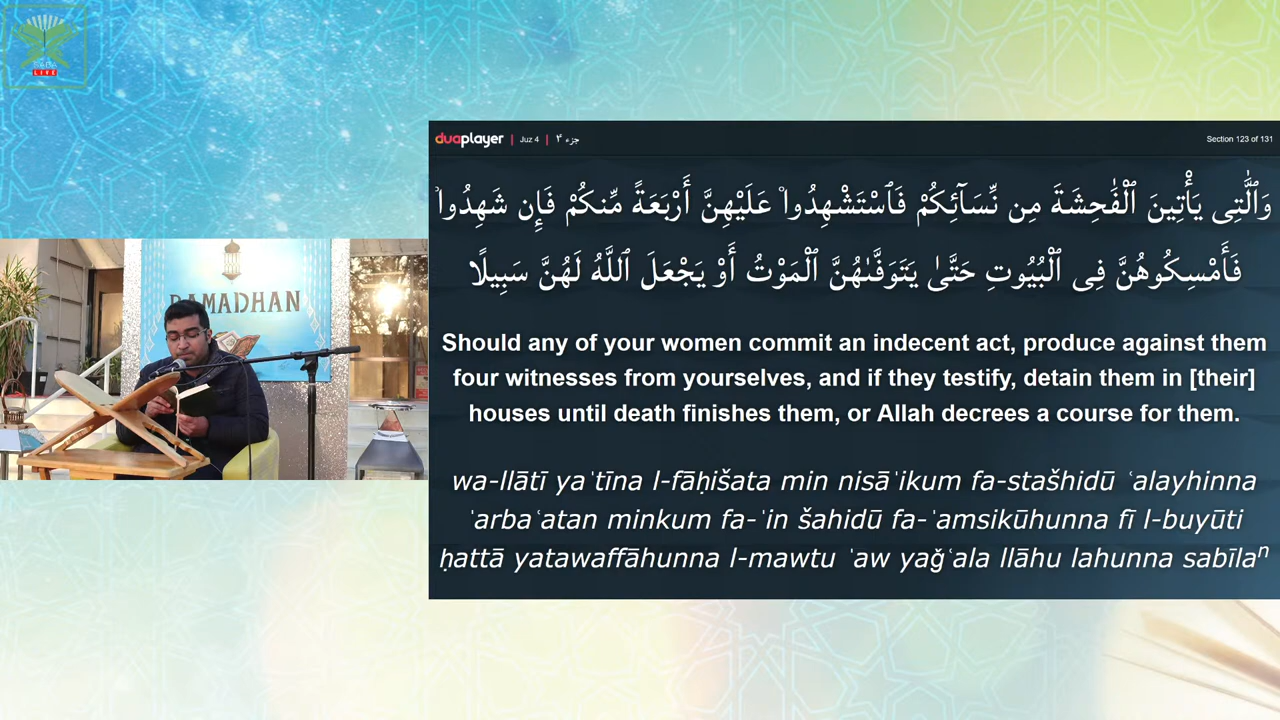 LIVE
RAMADHAN
duaplayer | Juz 4 | جزء ۴
Section 123 of 131
وَٱلَّٰتِى يَأْتِينَ ٱلْفَٰحِشَةَ مِن نِّسَآئِكُمْ فَٱسْتَشْهِدُوا۟ عَلَيْهِنَّ أَرْبَعَةً مِّنكُمْ فَإِن شَهِدُوا۟
فَأَمْسِكُوهُنَّ فِى ٱلْبُيُوتِ حَتَّىٰ يَتَوَفَّىٰهُنَّ ٱلْمَوْتُ أَوْ يَجْعَلَ ٱللَّهُ لَهُنَّ سَبِيلًا
Should any of your women commit an indecent act, produce against them
four witnesses from yourselves, and if they testify, detain them in [their]
houses until death finishes them, or Allah decrees a course for them.
wa-llātī yaʾtīna l-fāḥišata min nisāʾikum fa-stašhidū ʿalayhinna
ʾarbaʿatan minkum fa-ʾin šahidū fa-ʾamsikūhunna fī l-buyūti
ḥattā yatawaffāhunna l-mawtu ʾaw yaǧʿala llāhu lahunna sabīlaⁿ